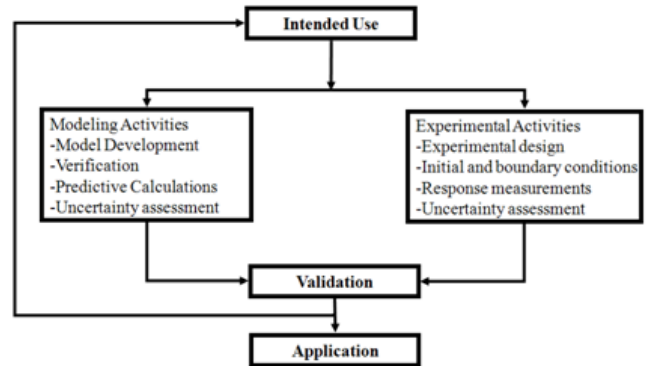 Intended Use
Modeling Activities
-Model Development
-Verification
-Predictive Calculations
-Uncertainty assessment
Experimental Activities
-Experimental design
-Initial and boundary conditions
-Response measurements
-Uncertainty assessment
Validation
Application